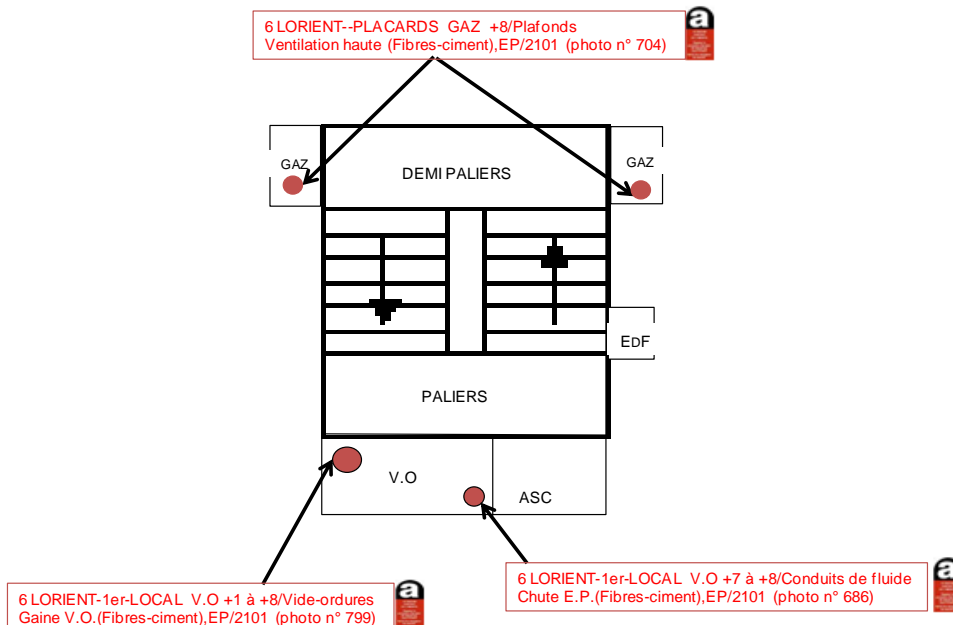 6 LORIENT--PLACARDS GAZ +8/Plafonds
Ventilation haute (Fibres-ciment),EP/2101 (photo n° 704)
a
GAZ
GAZ
DEMI PALIERS
EDF
PALIERS
V.O
ASC
6 LORIENT-1er-LOCAL V.O +7 à +8/Conduits de fluide
Chute E.P.(Fibres-ciment),EP/2101 (photo n° 686)
a
6 LORIENT-1er-LOCAL V.O +1 à +8/Vide-ordures
Gaine V.O.(Fibres-ciment),EP/2101 (photo n° 799)
a